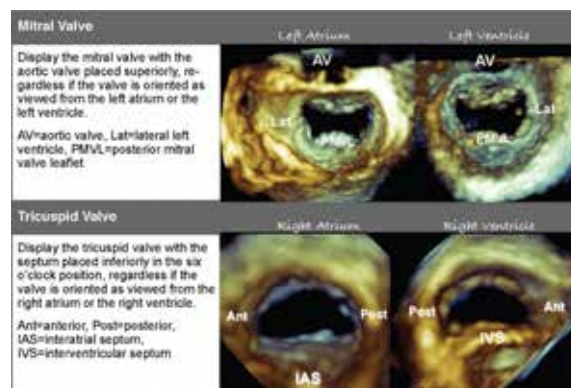 Mitral Valve
Left Atrium
Left Ventricle
Display the mitral valve with the
aortic valve placed superiorly, re-
gardless if the valve is oriented as
viewed from the left atrium or the
left ventricle.
AV=aortic valve, Lat=lateral left
ventricle, PMVL=posterior mitral
valve leaflet
AV
AV
Lat
Lat
PMVL
Tricuspid Valve
Right Atrium
Right Ventricle
Display the tricuspid valve with the
septum placed inferiorly in the six
o'clock position, regardless if the
valve is oriented as viewed from the
right atrium or the right ventricle.
Ant=anterior, Post=posterior,
IAS=interatrial septum,
IVS=interventricular septum
Ant
Post
Post
Ant
IAS
IVS